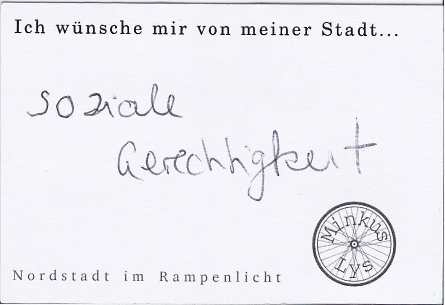 Ich wünsche mir von meiner Stadt...
soziale
Gerechtigkeit
Minkus
Lys
Nordstadt im Rampenlicht